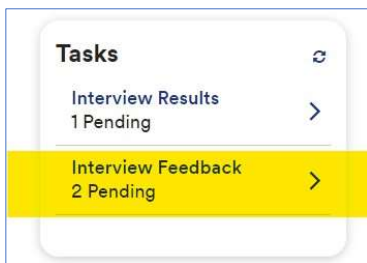 Tasks
Interview Results
1 Pending
Interview Feedback
2 Pending